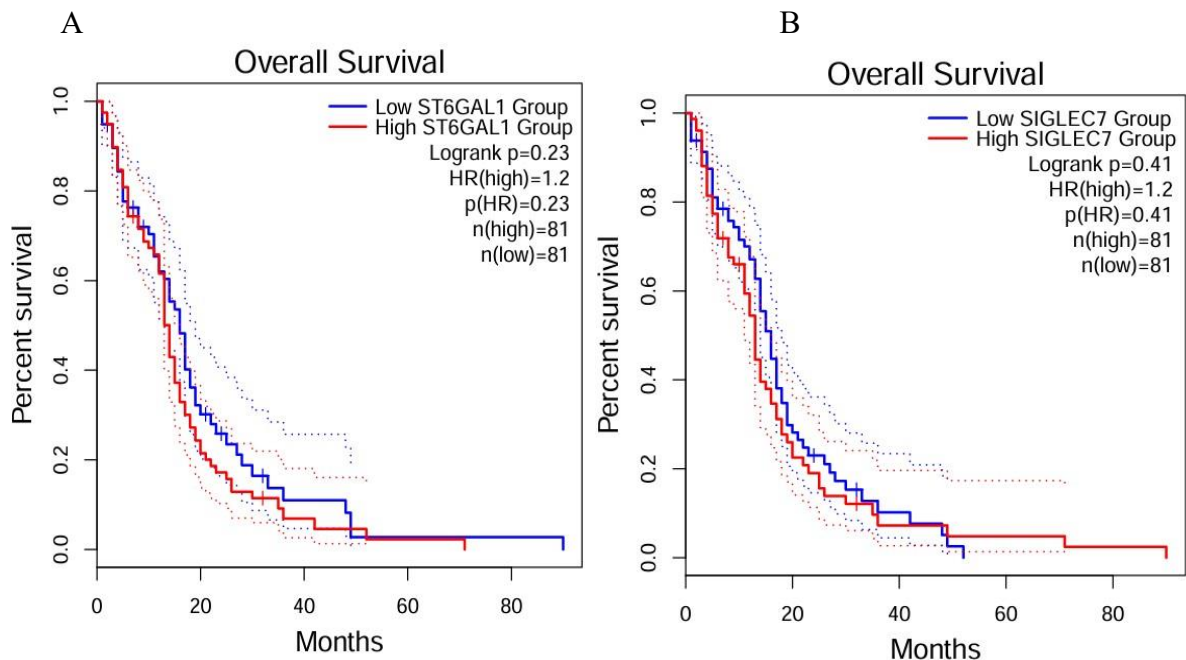 A
Overall Survival
Percent survival
1.0
0.8
0.6
0.4
0.2
0.0
Low ST6GAL1 Group
High ST6GAL1 Group
Logrank p=0.23
HR(high)=1.2
p(HR)=0.23
n(high)=81
n(low)=81
0 20 40 60 80
Months
B
Overall Survival
Percent survival
1.0
0.8
0.6
0.4
0.2
0.0
Low SIGLEC7 Group
High SIGLEC7 Group
Logrank p=0.41
HR(high)=1.2
p(HR)=0.41
n(high)=81
n(low)=81
0 20 40 60 80
Months